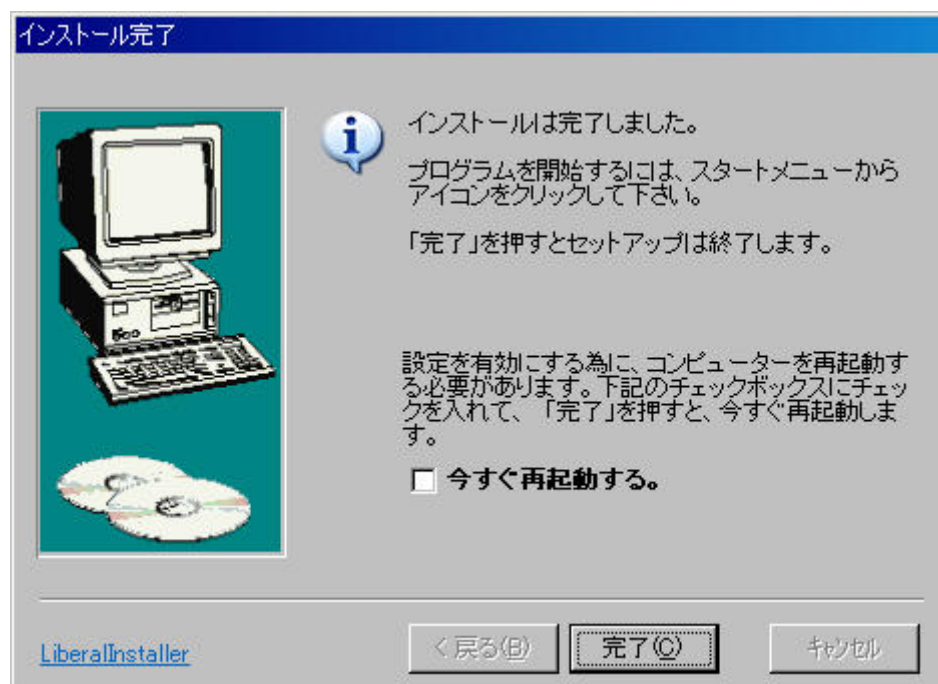 インストール完了
インストールは完了しました。
プログラムを開始するには、スタートメニューから
アイコンをクリックして下さい。
「完了」を押すとセットアップは終了します。
設定を有効にする為に、コンピューターを再起動す
る必要があります。下記のチェックボックスにチェッ
クを入れて、「完了」を押すと、今すぐ再起動しま
す。
今すぐ再起動する。
LiberalInstaller
< 戻る(B)
完了(C)
キャンセル